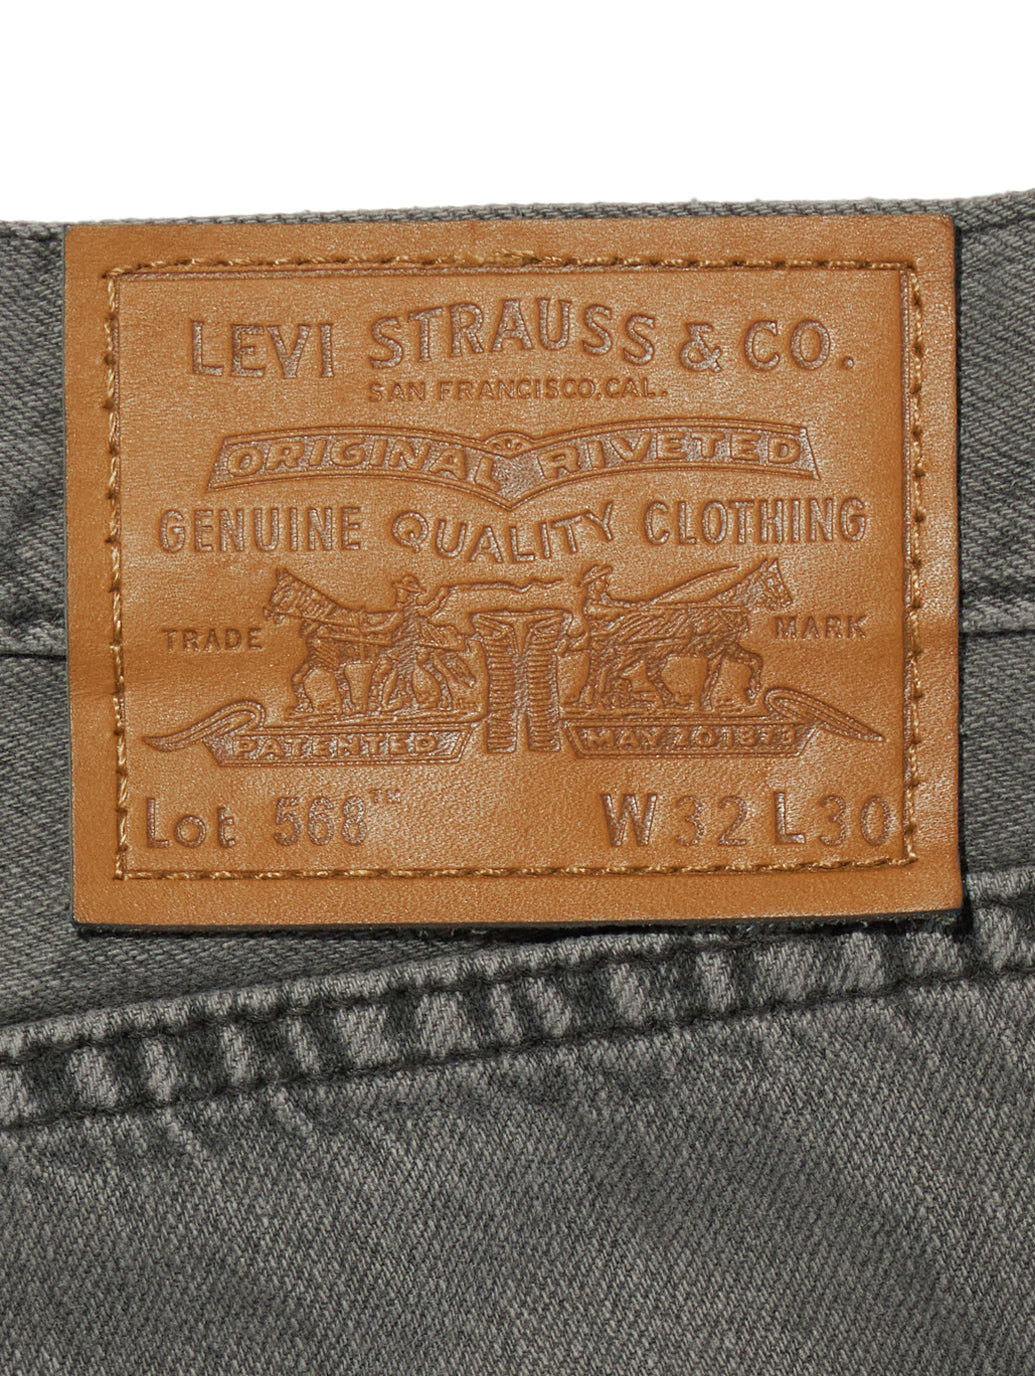 LEVI STRAUSS & CO.
SAN FRANCISCO, CAL.
ORIGINAL RIVETED
GENUINE QUALITY CLOTHING
TRADE MARK
PATENTED MAY 20 1873
Lot 568™ W32 L30